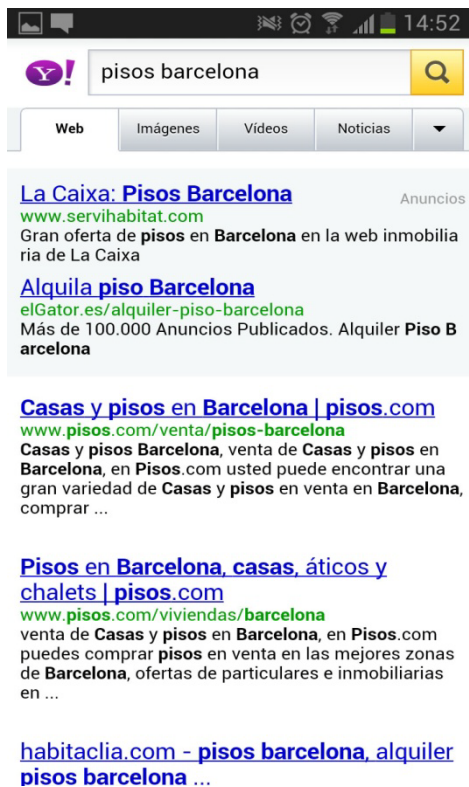 14:52
Y!
pisos barcelona
Web
Imágenes
Vídeos
Noticias
La Caixa: Pisos Barcelona
Anuncios
www.servihabitat.com
Gran oferta de pisos en Barcelona en la web inmobilia
ria de La Caixa
Alquila piso Barcelona
elGator.es/alquiler-piso-barcelona
Más de 100.000 Anuncios Publicados. Alquiler Piso B
arcelona
Casas y pisos en Barcelona | pisos.com
www.pisos.com/venta/pisos-barcelona
Casas y pisos Barcelona, venta de Casas y pisos en
Barcelona, en Pisos.com usted puede encontrar una
gran variedad de Casas y pisos en venta en Barcelona,
comprar ...
Pisos en Barcelona, casas, áticos y
chalets | pisos.com
www.pisos.com/viviendas/barcelona
venta de Casas y pisos en Barcelona, en Pisos.com
puedes comprar pisos en venta en las mejores zonas
de Barcelona, ofertas de particulares e inmobiliarias
en ...
habitaclia.com - pisos barcelona, alquiler
pisos barcelona ...